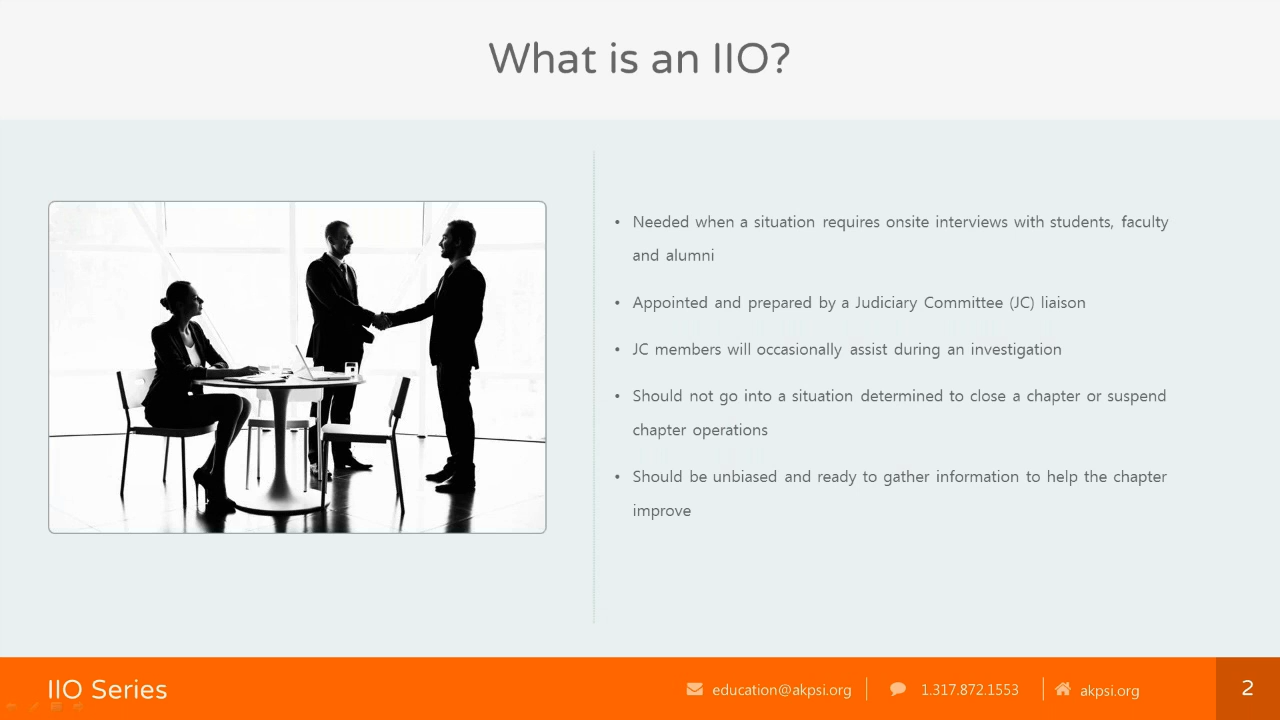 What is an IIO?
• Needed when a situation requires onsite interviews with students, faculty
and alumni
• Appointed and prepared by a Judiciary Committee (JC) liaison
• JC members will occasionally assist during an investigation
• Should not go into a situation determined to close a chapter or suspend
chapter operations
• Should be unbiased and ready to gather information to help the chapter
improve
IIO Series
education@akpsi.org
1.317.872.1553
akpsi.org
2